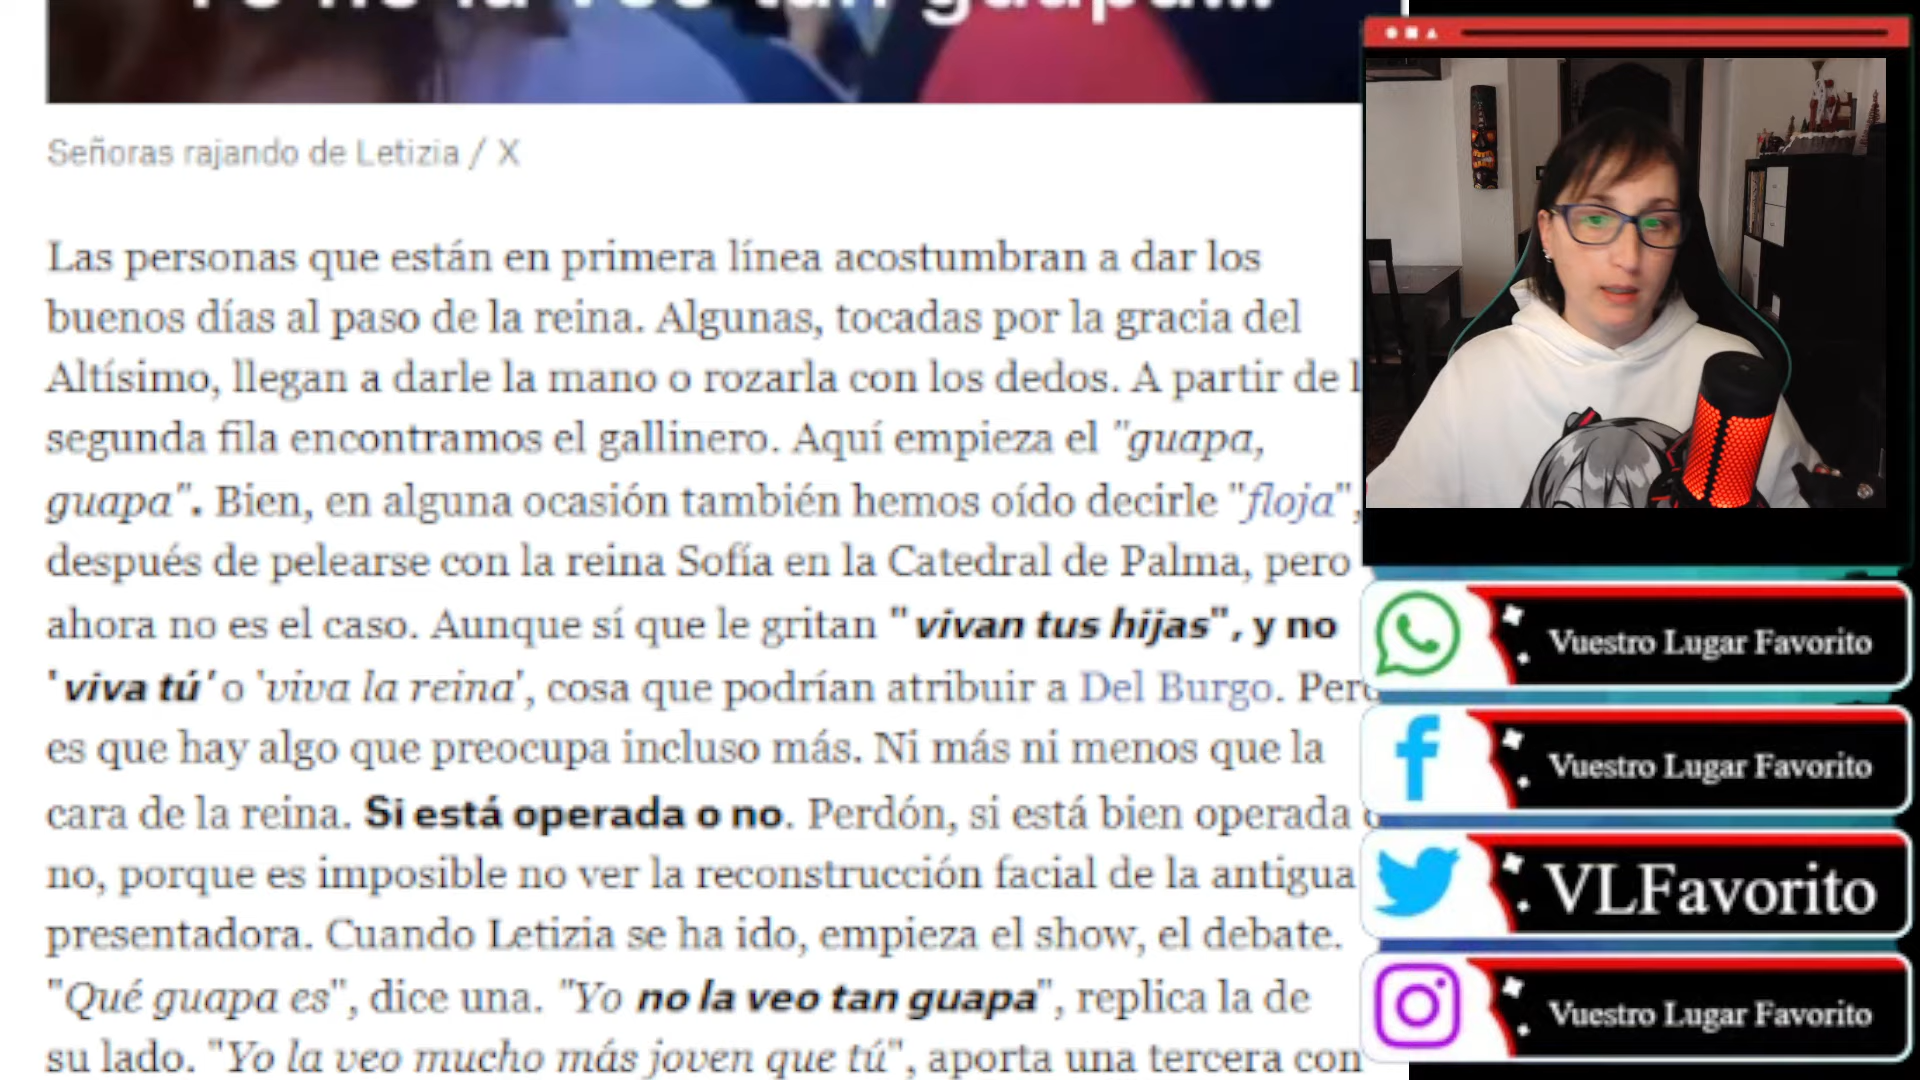 Yo no la veo tan guapa...
Señoras rajando de Letizia / X
Las personas que están en primera línea acostumbran a dar los
buenos días al paso de la reina. Algunas, tocadas por la gracia del
Altísimo, llegan a darle la mano o rozarla con los dedos. A partir de l
segunda fila encontramos el gallinero. Aquí empieza el "guapa,
guapa". Bien, en alguna ocasión también hemos oído decirle "floja",
después de pelearse con la reina Sofía en la Catedral de Palma, pero
ahora no es el caso. Aunque sí que le gritan "vivan tus hijas", y no
'viva tú' o 'viva la reina', cosa que podrían atribuir a Del Burgo. Pero
es que hay algo que preocupa incluso más. Ni más ni menos que la
cara de la reina. Si está operada o no. Perdón, si está bien operada o
no, porque es imposible no ver la reconstrucción facial de la antigua
presentadora. Cuando Letizia se ha ido, empieza el show, el debate.
"Qué guapa es", dice una. "Yo no la veo tan guapa", replica la de
su lado. "Yo la veo mucho más joven que tú", aporta una tercera con
Vuestro Lugar Favorito
Vuestro Lugar Favorito
VLFavorito
Vuestro Lugar Favorito